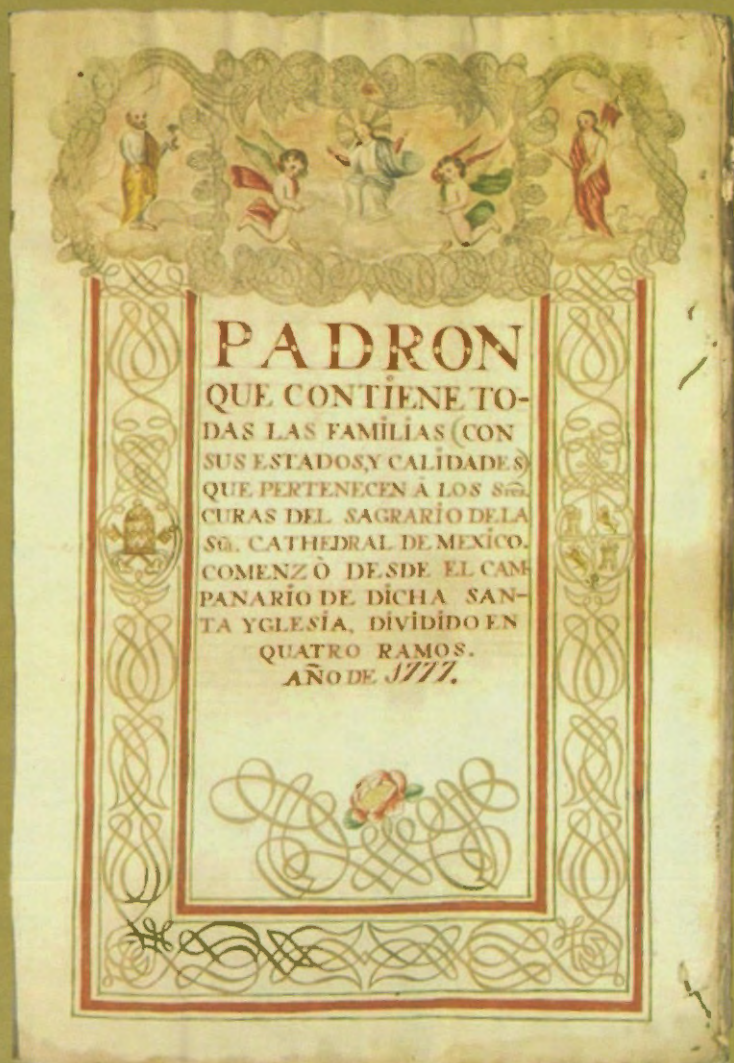 PADRON
QUE CONTIENE TO-
DAS LAS FAMILIAS (CON
SUS ESTADOS, Y CALIDADES)
QUE PERTENECEN Á LOS Sres.
CURAS DEL SAGRARIO DE LA
Sta. CATHEDRAL DE MEXICO.
COMENZÒ DESDE EL CAM-
PANARIO DE DICHA SAN-
TA YGLESIA, DIVIDIDO EN
QUATRO RAMOS.
AÑO DE 1777.